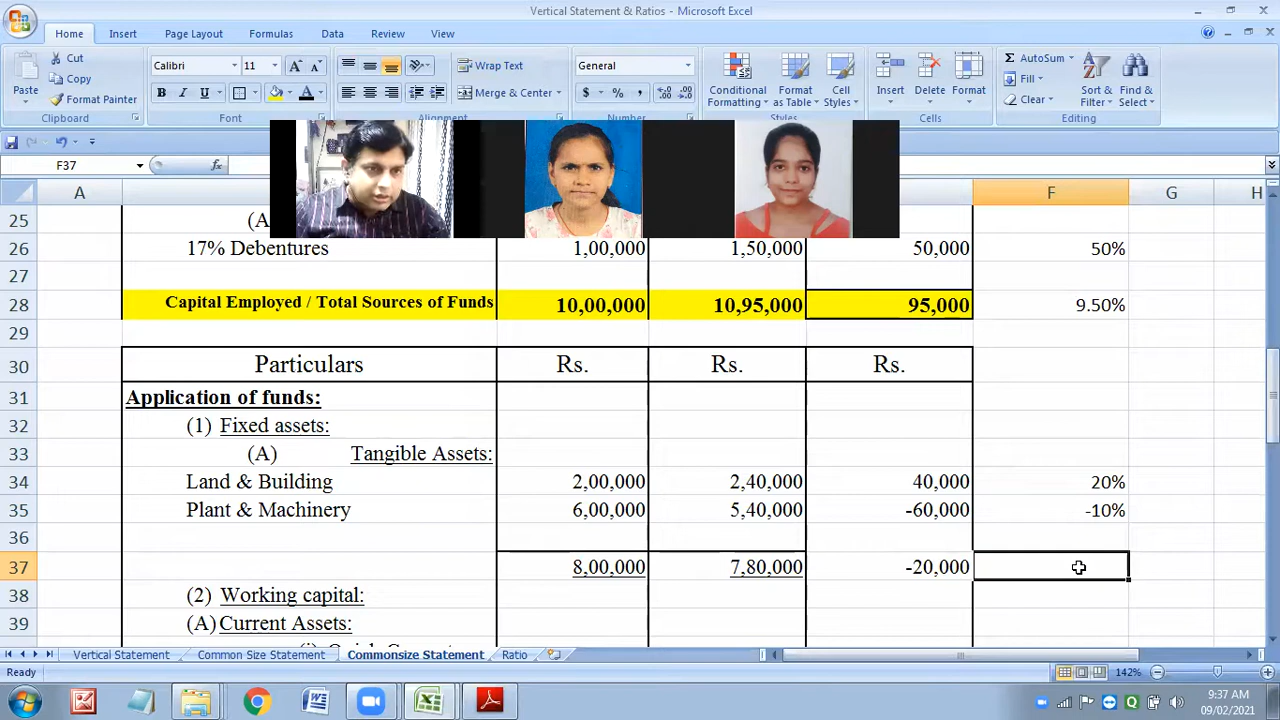 Vertical Statement & Ratios - Microsoft Excel
Home Insert Page Layout Formulas Data Review View
Paste Cut Copy Format Painter Clipboard
Calibri 11 A A B I U A Font
Wrap Text Merge & Center Alignment
General $ % , Number
Conditional Formatting Format as Table Cell Styles Styles
Insert Delete Format Cells
Σ AutoSum Fill Clear Sort & Filter Find & Select Editing
F37 fx
A F G H
25 (A
26 17% Debentures 1,00,000 1,50,000 50,000 50%
27
28 Capital Employed / Total Sources of Funds 10,00,000 10,95,000 95,000 9.50%
29
30 Particulars Rs. Rs. Rs.
31 Application of funds:
32 (1) Fixed assets:
33 (A) Tangible Assets:
34 Land & Building 2,00,000 2,40,000 40,000 20%
35 Plant & Machinery 6,00,000 5,40,000 -60,000 -10%
36
37 8,00,000 7,80,000 -20,000
38 (2) Working capital:
39 (A) Current Assets:
Vertical Statement Common Size Statement Commonsize Statement Ratio
Ready 142%
9:37 AM
09/02/2021